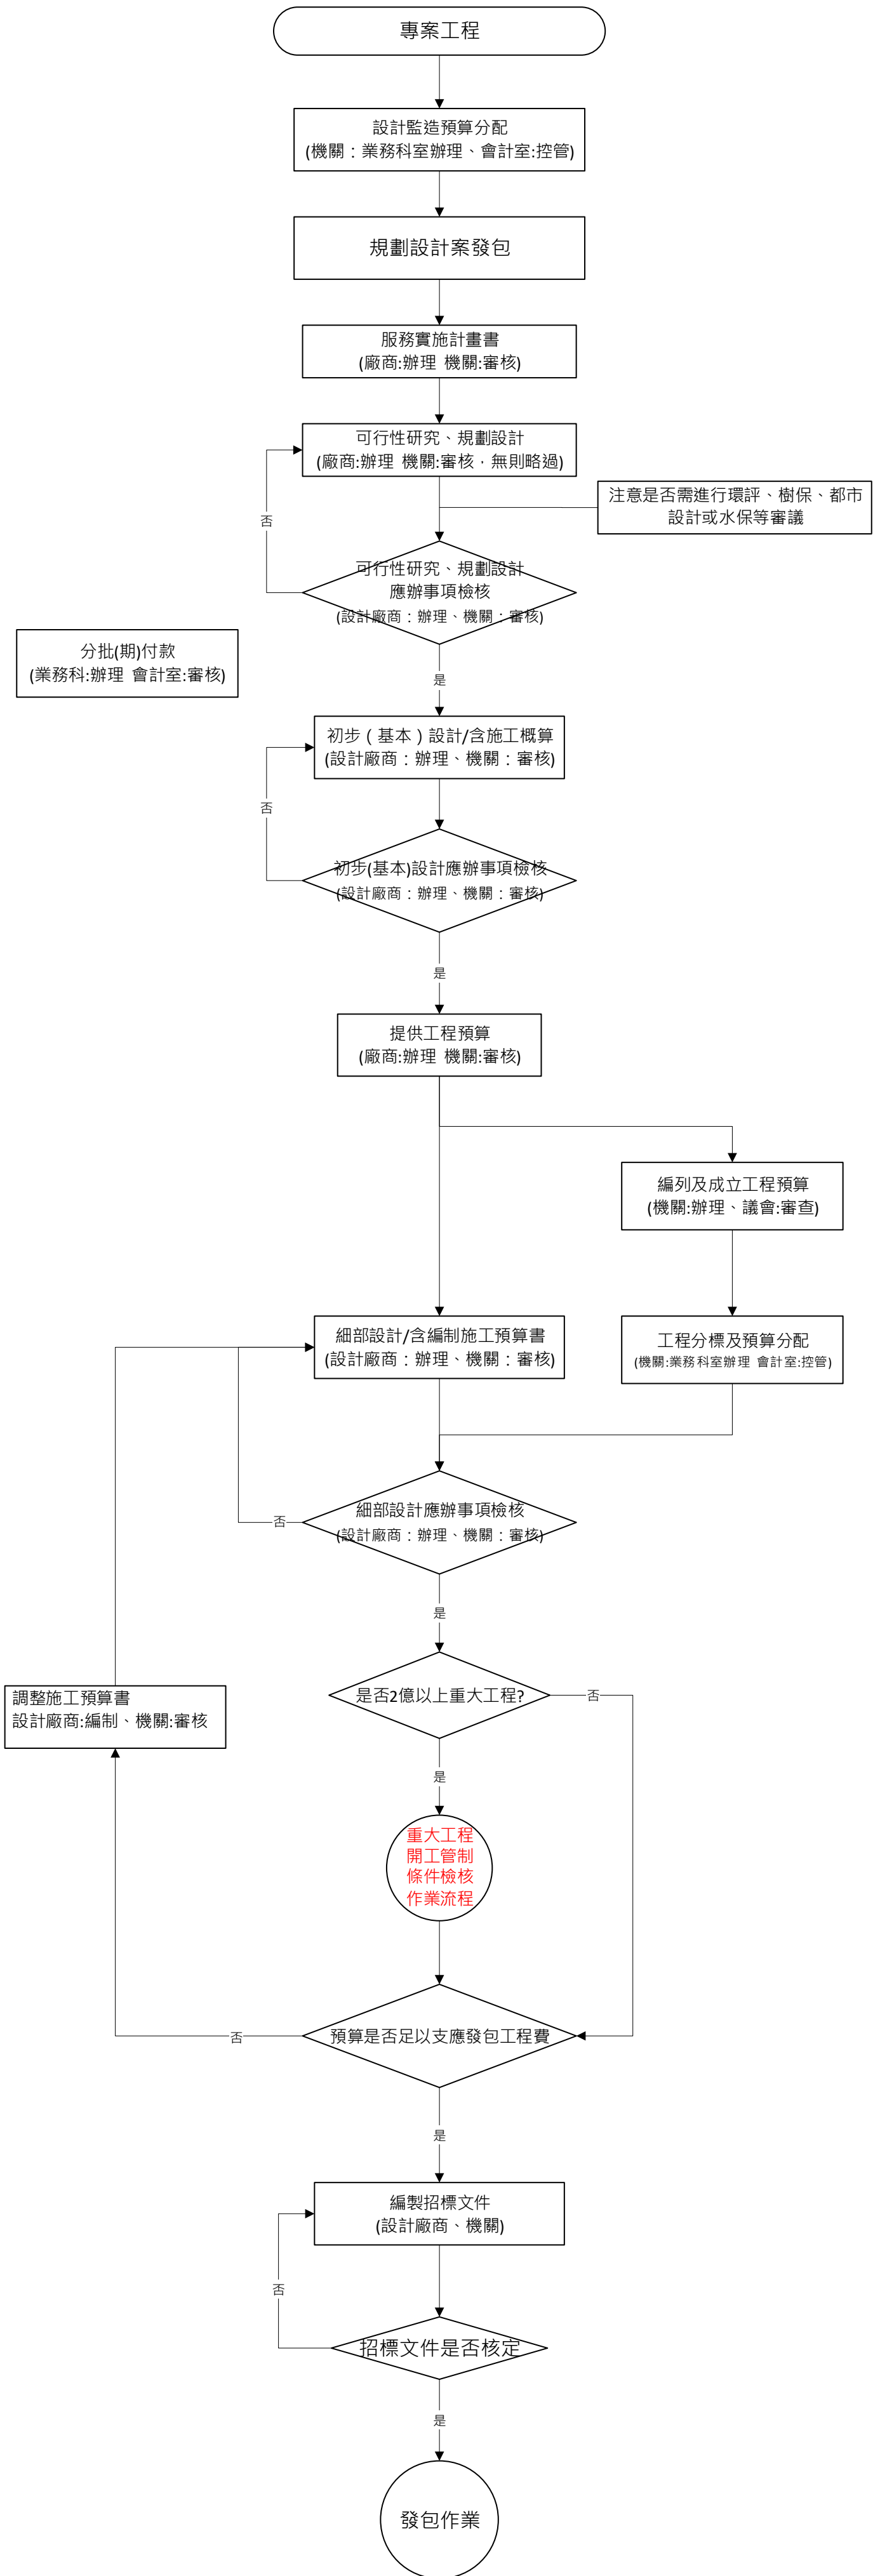 專案工程
設計監造預算分配
(機關：業務科室辦理、會計室:控管)
規劃設計案發包
服務實施計畫書
(廠商:辦理 機關:審核)
可行性研究、規劃設計
(廠商:辦理 機關:審核，無則略過)
注意是否需進行環評、樹保、都市
設計或水保等審議
否
可行性研究、規劃設計
應辦事項檢核
(設計廠商：辦理、機關：審核)
分批(期)付款
(業務科:辦理 會計室:審核)
是
初步（基本）設計/含施工概算
(設計廠商：辦理、機關：審核)
否
初步(基本)設計應辦事項檢核
(設計廠商：辦理、機關：審核)
是
提供工程預算
(廠商:辦理 機關:審核)
編列及成立工程預算
(機關:辦理、議會:審查)
細部設計/含編制施工預算書
(設計廠商：辦理、機關：審核)
工程分標及預算分配
(機關:業務科室辦理 會計室:控管)
細部設計應辦事項檢核
(設計廠商：辦理、機關：審核)
否
是
調整施工預算書
設計廠商:編制、機關:審核
是否2億以上重大工程?
否
是
重大工程
開工管制
條件檢核
作業流程
預算是否足以支應發包工程費
否
是
編製招標文件
(設計廠商、機關)
否
招標文件是否核定
是
發包作業